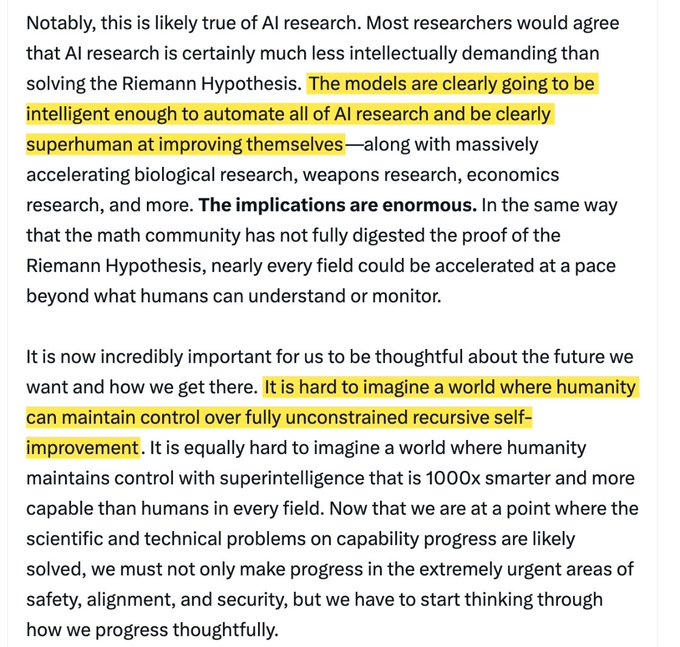 Notably, this is likely true of AI research. Most researchers would agree
that AI research is certainly much less intellectually demanding than
solving the Riemann Hypothesis. The models are clearly going to be
intelligent enough to automate all of AI research and be clearly
superhuman at improving themselves—along with massively
accelerating biological research, weapons research, economics
research, and more. The implications are enormous. In the same way
that the math community has not fully digested the proof of the
Riemann Hypothesis, nearly every field could be accelerated at a pace
beyond what humans can understand or monitor.
It is now incredibly important for us to be thoughtful about the future we
want and how we get there. It is hard to imagine a world where humanity
can maintain control over fully unconstrained recursive self-
improvement. It is equally hard to imagine a world where humanity
maintains control with superintelligence that is 1000x smarter and more
capable than humans in every field. Now that we are at a point where the
scientific and technical problems on capability progress are likely
solved, we must not only make progress in the extremely urgent areas of
safety, alignment, and security, but we have to start thinking through
how we progress thoughtfully.